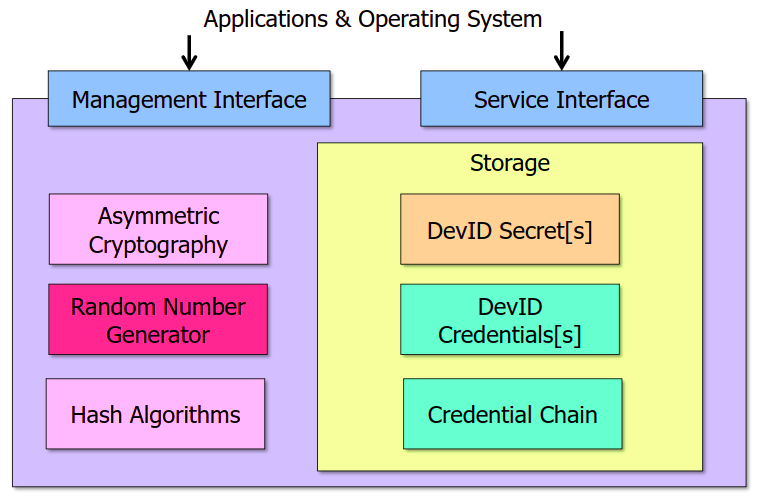 Applications & Operating System
Management Interface
Service Interface
Storage
Asymmetric
Cryptography
DevID Secret[s]
Random Number
Generator
DevID
Credentials[s]
Hash Algorithms
Credential Chain